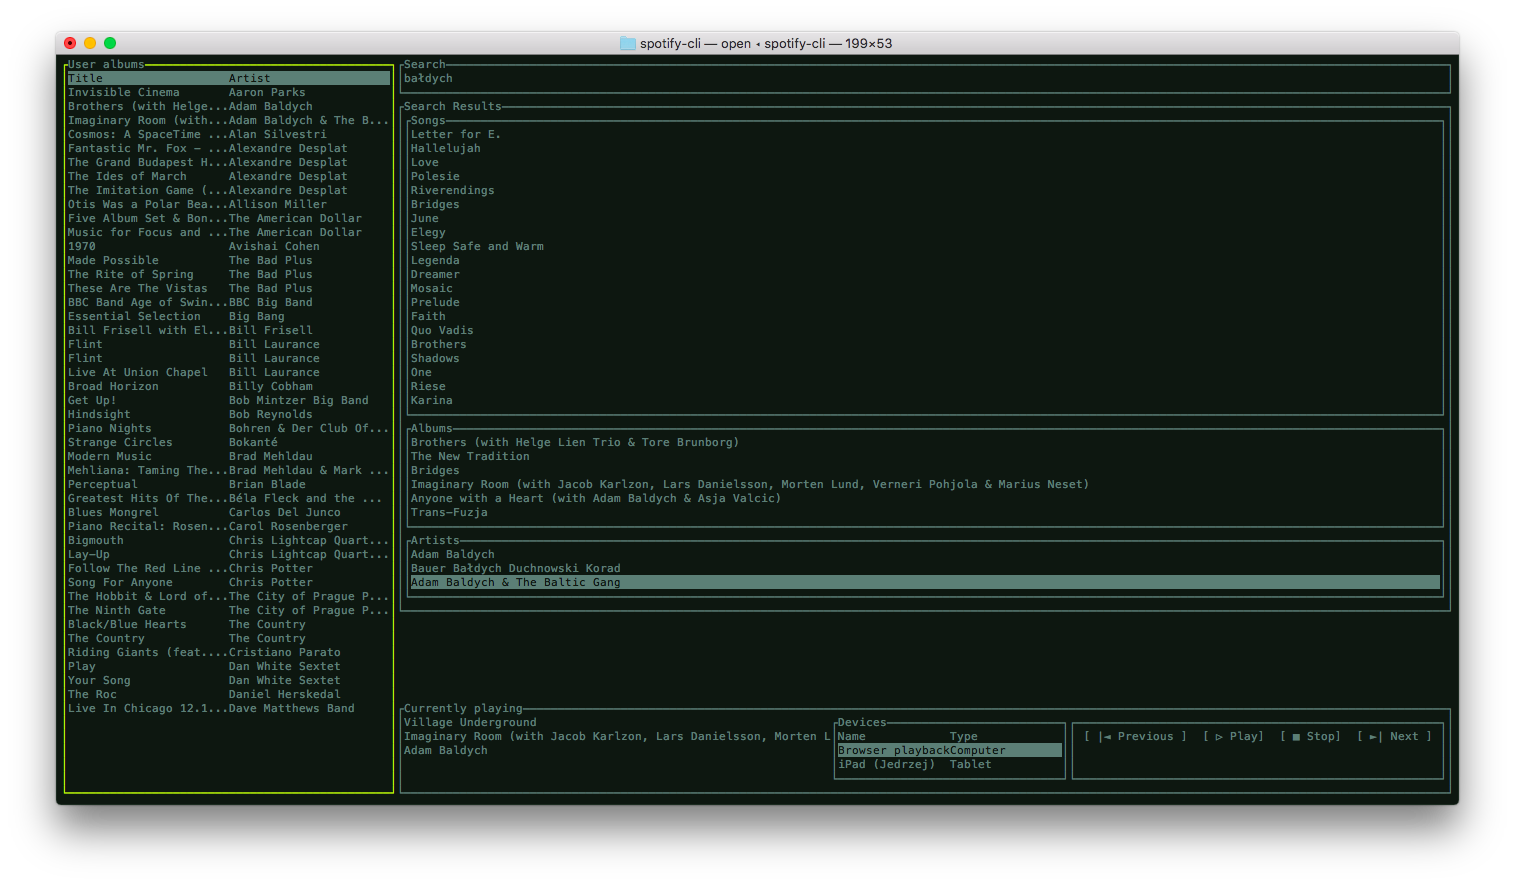 spotify-cli — open ◂ spotify-cli — 199×53
User albums
Title Artist
Invisible Cinema Aaron Parks
Brothers (with Helge...Adam Baldych
Imaginary Room (with...Adam Baldych & The B...
Cosmos: A SpaceTime ...Alan Silvestri
Fantastic Mr. Fox – ...Alexandre Desplat
The Grand Budapest H...Alexandre Desplat
The Ides of March Alexandre Desplat
The Imitation Game (...Alexandre Desplat
Otis Was a Polar Bea...Allison Miller
Five Album Set & Bon...The American Dollar
Music for Focus and ...The American Dollar
1970 Avishai Cohen
Made Possible The Bad Plus
The Rite of Spring The Bad Plus
These Are The Vistas The Bad Plus
BBC Band Age of Swin...BBC Big Band
Essential Selection Big Bang
Bill Frisell with El...Bill Frisell
Flint Bill Laurance
Flint Bill Laurance
Live At Union Chapel Bill Laurance
Broad Horizon Billy Cobham
Get Up! Bob Mintzer Big Band
Hindsight Bob Reynolds
Piano Nights Bohren & Der Club Of...
Strange Circles Bokanté
Modern Music Brad Mehldau
Mehliana: Taming The...Brad Mehldau & Mark ...
Perceptual Brian Blade
Greatest Hits Of The...Béla Fleck and the ...
Blues Mongrel Carlos Del Junco
Piano Recital: Rosen...Carol Rosenberger
Bigmouth Chris Lightcap Quart...
Lay-Up Chris Lightcap Quart...
Follow The Red Line ...Chris Potter
Song For Anyone Chris Potter
The Hobbit & Lord of...The City of Prague P...
The Ninth Gate The City of Prague P...
Black/Blue Hearts The Country
The Country The Country
Riding Giants (feat....Cristiano Parato
Play Dan White Sextet
Your Song Dan White Sextet
The Roc Daniel Herskedal
Live In Chicago 12.1...Dave Matthews Band
Search
bałdych
Search Results
Songs
Letter for E.
Hallelujah
Love
Polesie
Riverendings
Bridges
June
Elegy
Sleep Safe and Warm
Legenda
Dreamer
Mosaic
Prelude
Faith
Quo Vadis
Brothers
Shadows
One
Riese
Karina
Albums
Brothers (with Helge Lien Trio & Tore Brunborg)
The New Tradition
Bridges
Imaginary Room (with Jacob Karlzon, Lars Danielsson, Morten Lund, Verneri Pohjola & Marius Neset)
Anyone with a Heart (with Adam Baldych & Asja Valcic)
Trans-Fuzja
Artists
Adam Baldych
Bauer Bałdych Duchnowski Korad
Adam Baldych & The Baltic Gang
Currently playing
Village Underground
Imaginary Room (with Jacob Karlzon, Lars Danielsson, Morten L
Adam Baldych
Devices
Name Type
Browser playbackComputer
iPad (Jedrzej) Tablet
[ |◄ Previous ] [ ▷ Play] [ ■ Stop] [ ►| Next ]